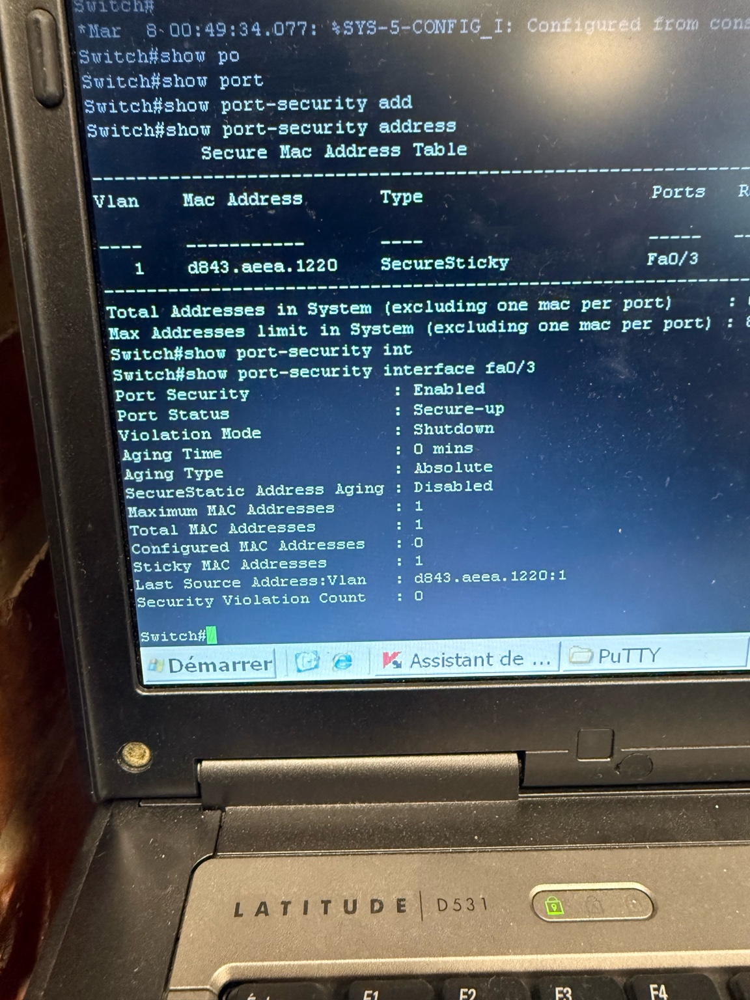 Switch#
*Mar  8 00:49:34.077: %SYS-5-CONFIG_I: Configured from cons
Switch#show po
Switch#show port
Switch#show port-security add
Switch#show port-security address
Secure Mac Address Table
--------------------------------------------------------
Vlan Mac Address Type Ports R
---- ----------- ---- ----- --
1 d843.aeea.1220 SecureSticky Fa0/3
--------------------------------------------------------
Total Addresses in System (excluding one mac per port) :
Max Addresses limit in System (excluding one mac per port) :
Switch#show port-security int
Switch#show port-security interface fa0/3
Port Security : Enabled
Port Status : Secure-up
Violation Mode : Shutdown
Aging Time : 0 mins
Aging Type : Absolute
SecureStatic Address Aging : Disabled
Maximum MAC Addresses : 1
Total MAC Addresses : 1
Configured MAC Addresses : 0
Sticky MAC Addresses : 1
Last Source Address:Vlan : d843.aeea.1220:1
Security Violation Count : 0
Switch#
Démarrer Assistant de ... PuTTY
LATITUDE | D531
F1 F2 F3 F4